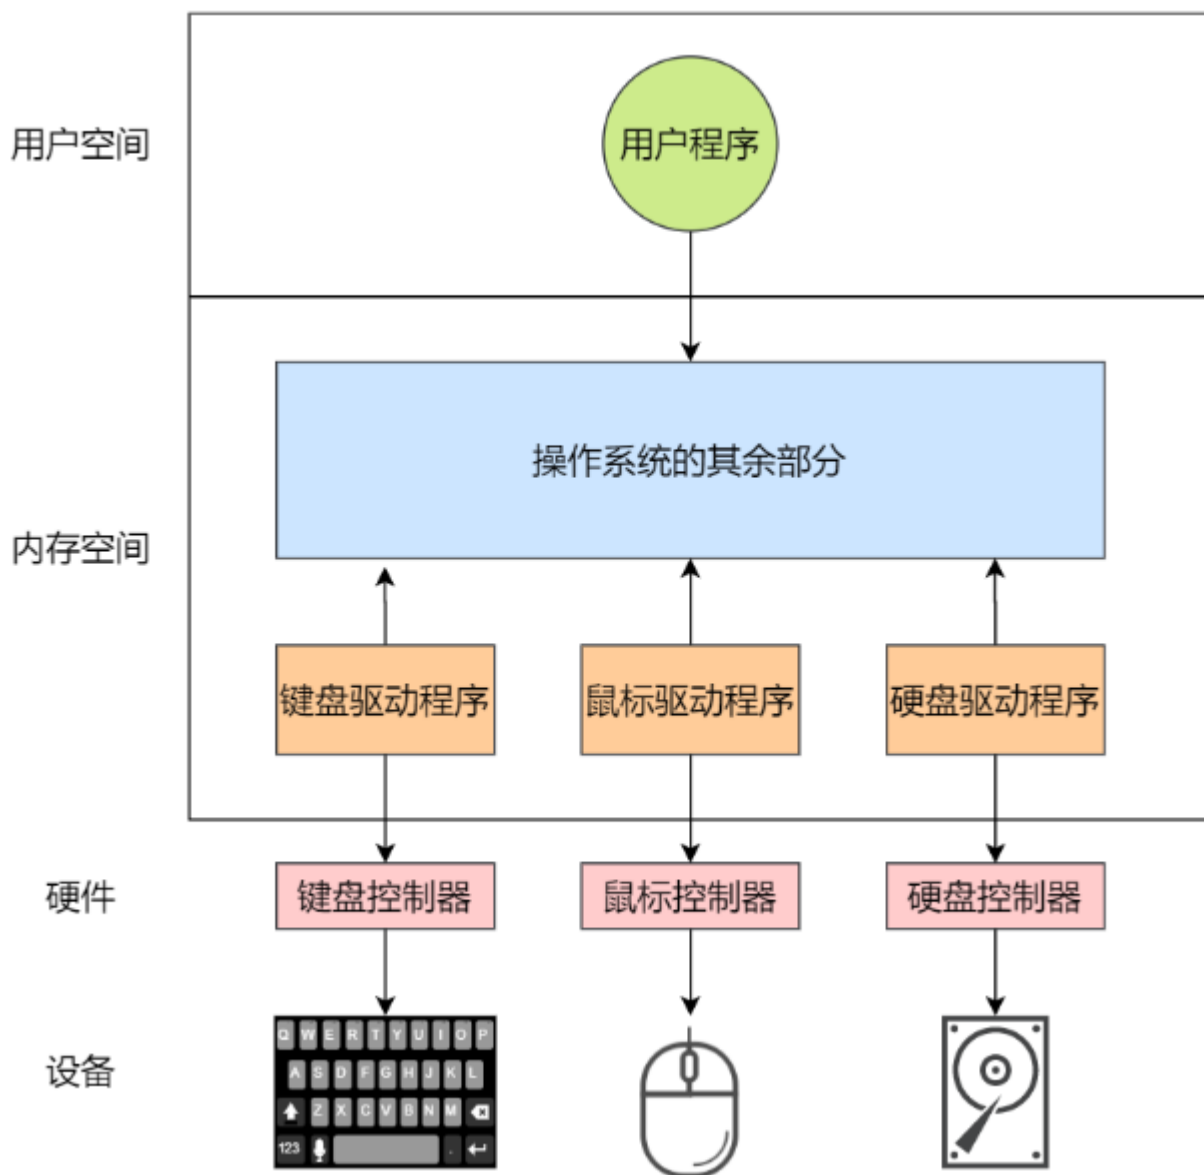 用户空间
用户程序
操作系统的其余部分
内存空间
键盘驱动程序 鼠标驱动程序 硬盘驱动程序
硬件
键盘控制器 鼠标控制器 硬盘控制器
Q W E R T Y U I O P
A S D F G H J K L
Z X C V B N M
123 .
设备